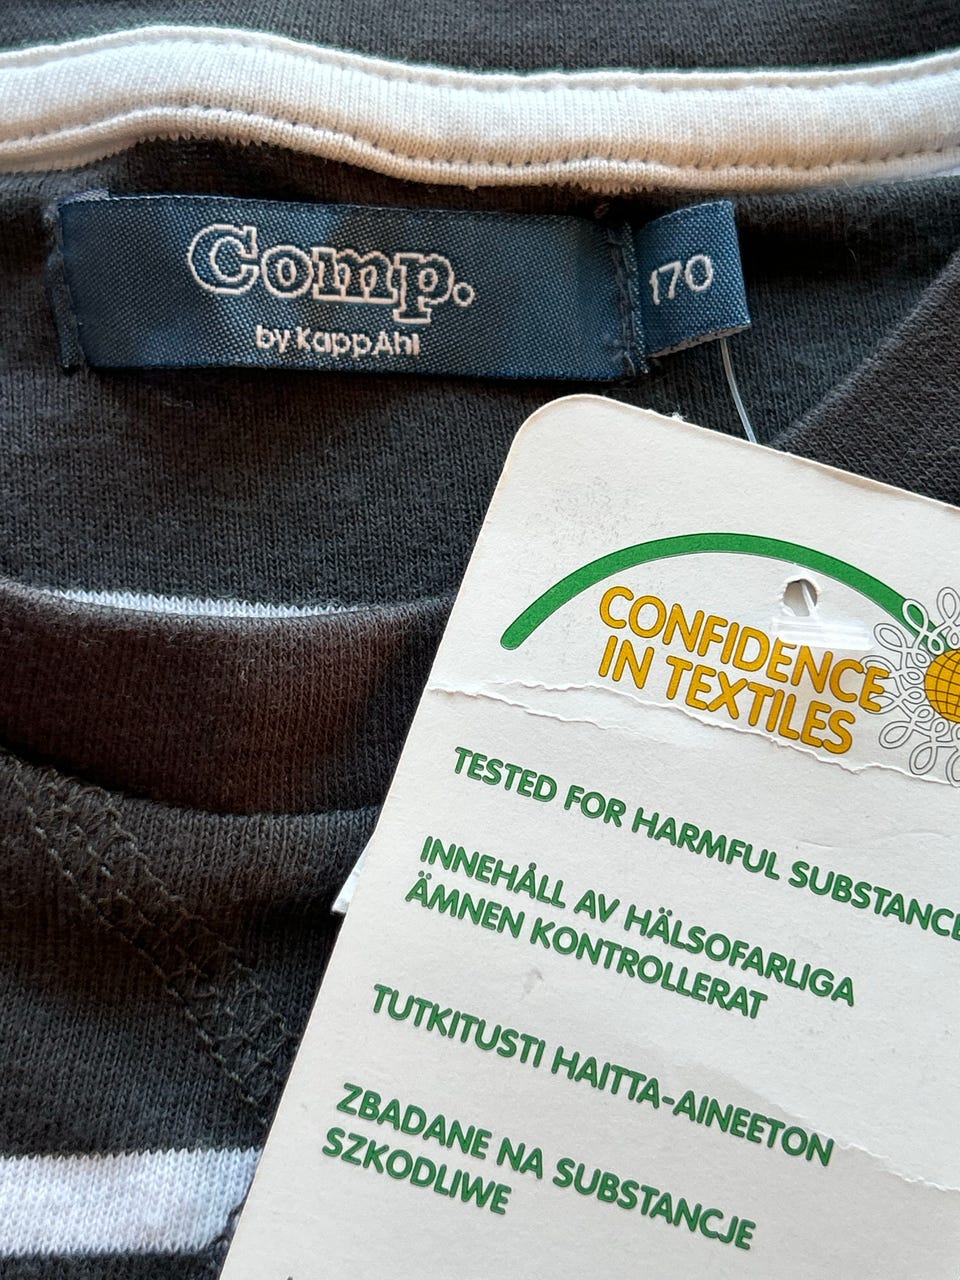 Comp.
by KappAhl
170
CONFIDENCE
IN TEXTILES
TESTED FOR HARMFUL SUBSTANCE
INNEHÅLL AV HÄLSOFARLIGA
ÄMNEN KONTROLLERAT
TUTKITUSTI HAITTA-AINEETON
ZBADANE NA SUBSTANCJE
SZKODLIWE